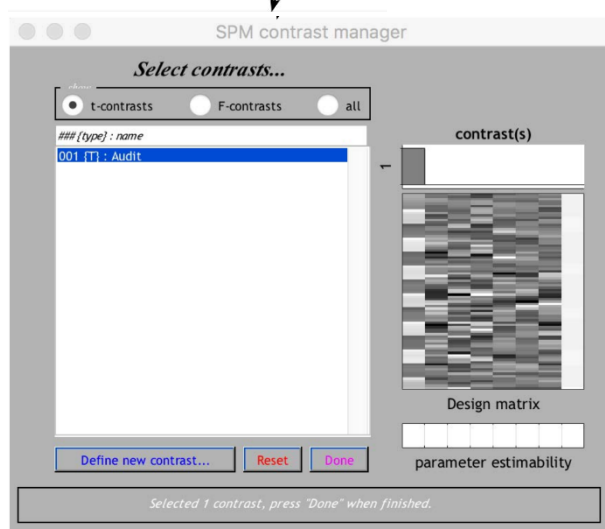 SPM contrast manager
Select contrasts...
t-contrasts F-contrasts all
### {type} : name
001 {T} : Audit
contrast(s)
1
Design matrix
parameter estimability
Define new contrast... Reset Done
Selected 1 contrast, press "Done" when finished.